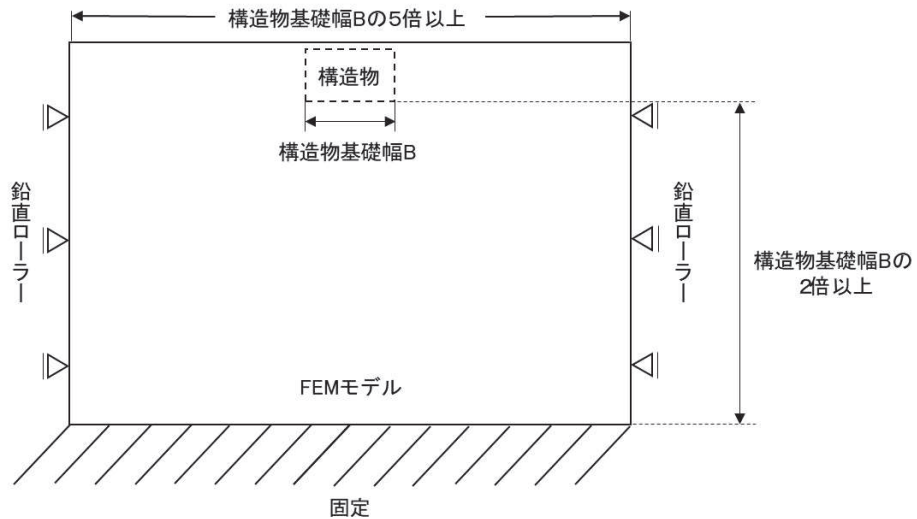 構造物基礎幅Bの5倍以上
構造物
構造物基礎幅B
鉛直ローラー
鉛直ローラー
構造物基礎幅Bの
2倍以上
FEMモデル
固定